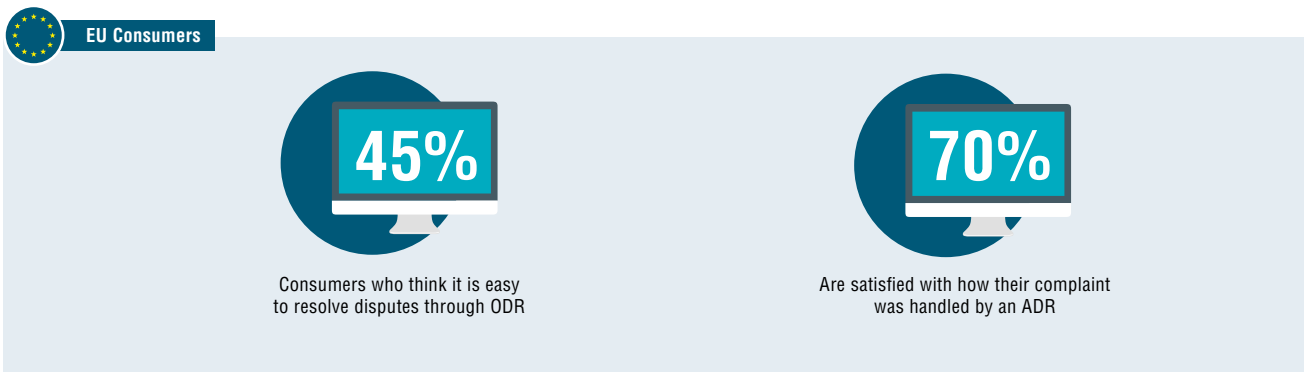 EU Consumers
45%
Consumers who think it is easy
to resolve disputes through ODR
70%
Are satisfied with how their complaint
was handled by an ADR